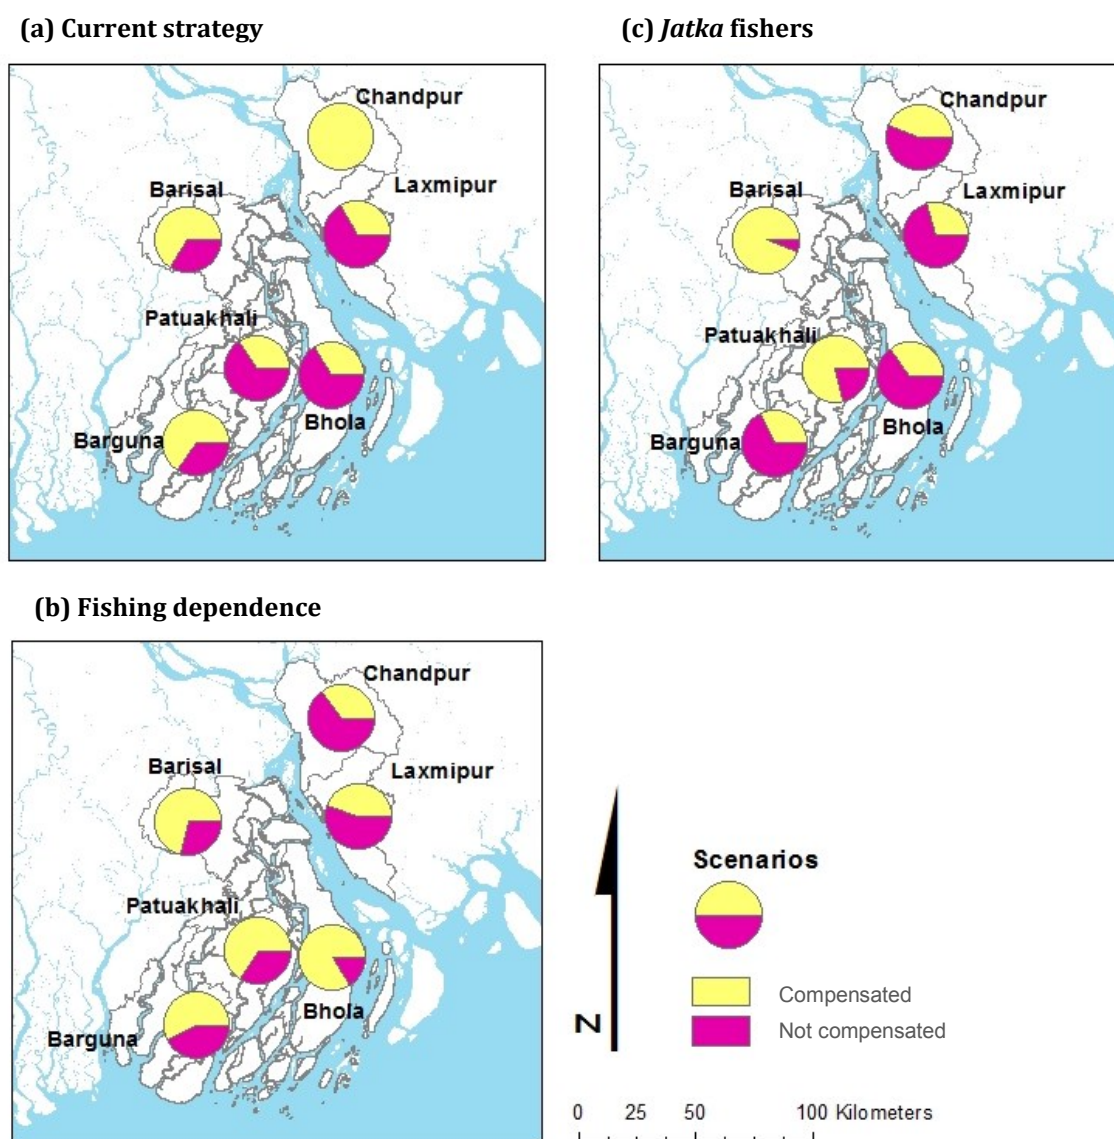 (a) Current strategy
Chandpur
Barisal
Laxmipur
Patuakhali
Bhola
Barguna
(c) Jatka fishers
Chandpur
Barisal
Laxmipur
Patuakhali
Bhola
Barguna
(b) Fishing dependence
Chandpur
Barisal
Laxmipur
Patuakhali
Bhola
Barguna
Scenarios
Compensated
Not compensated
N
0 25 50 100 Kilometers